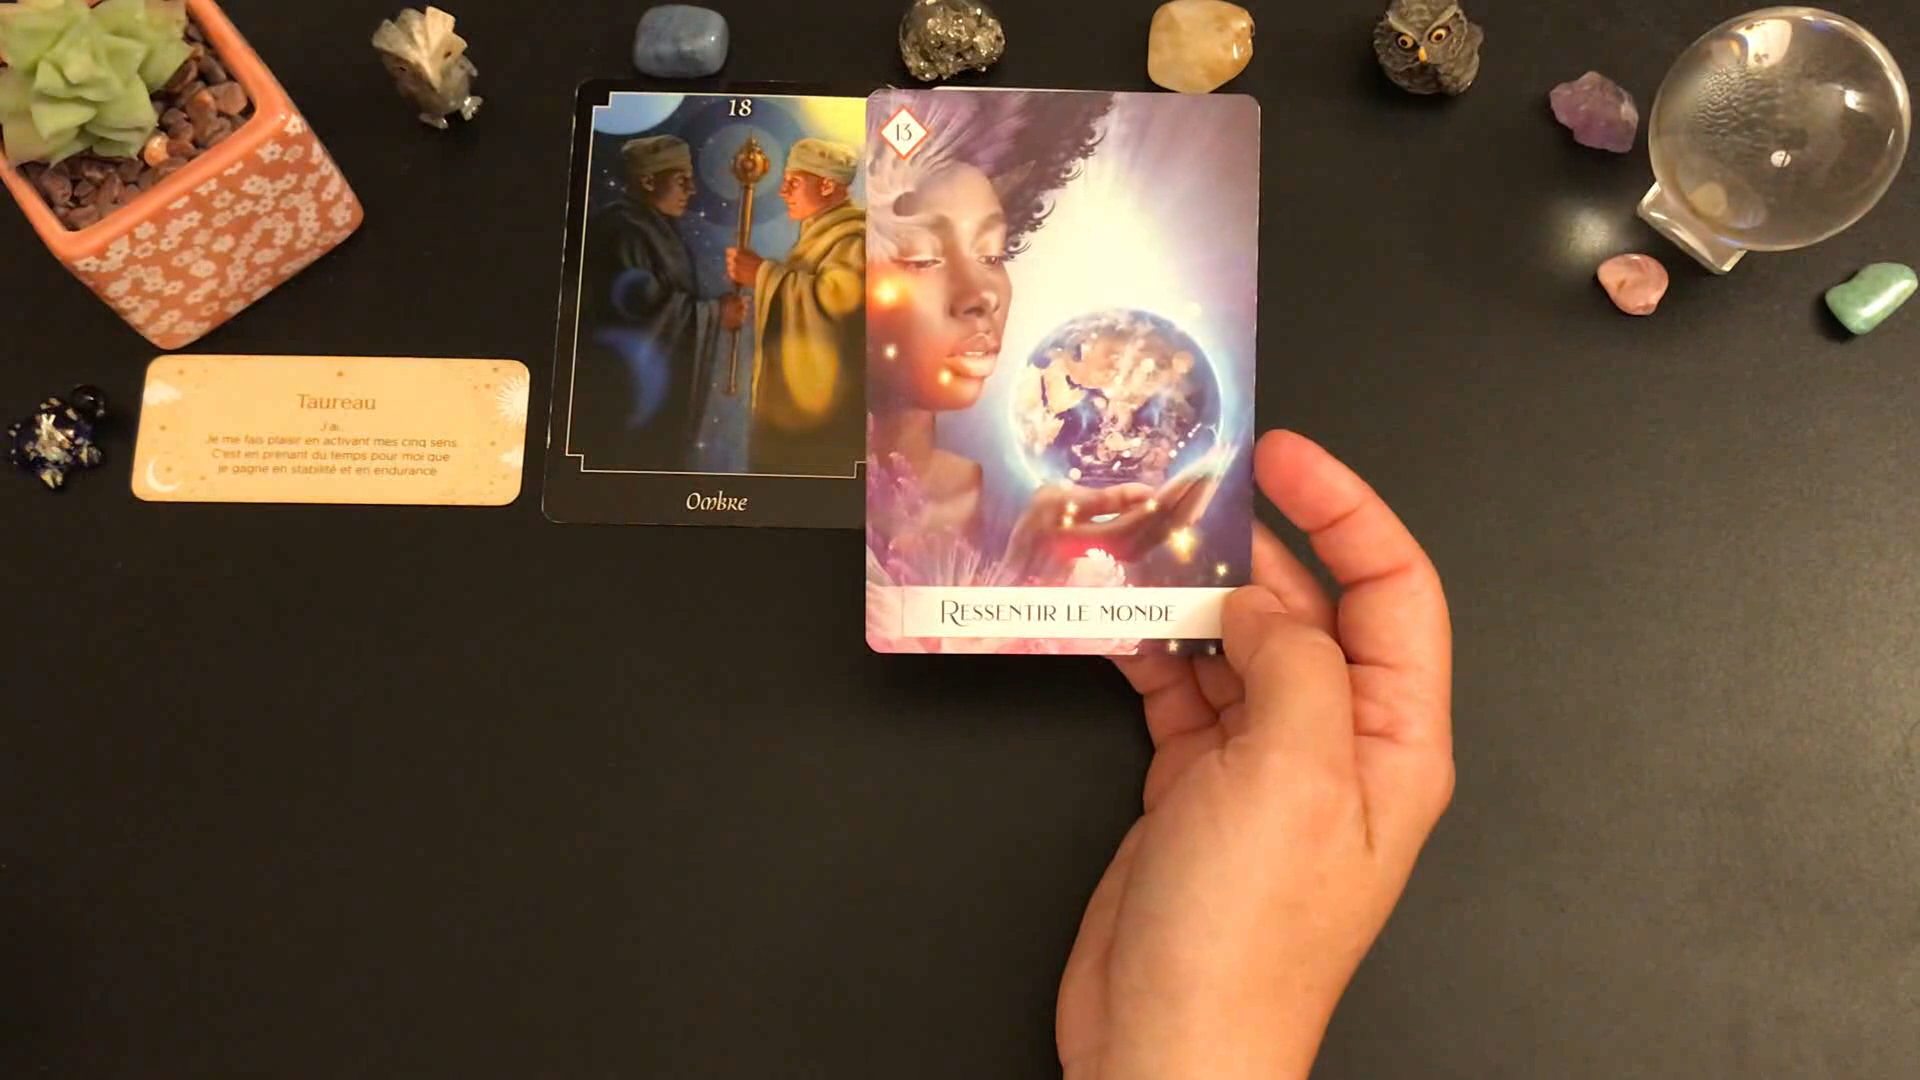 Taureau
J'ai...
Je me fais plaisir en activant mes cinq sens.
C'est en prenant du temps pour moi que
je gagne en stabilité et en endurance
18
Ombre
13
RESSENTIR LE MONDE